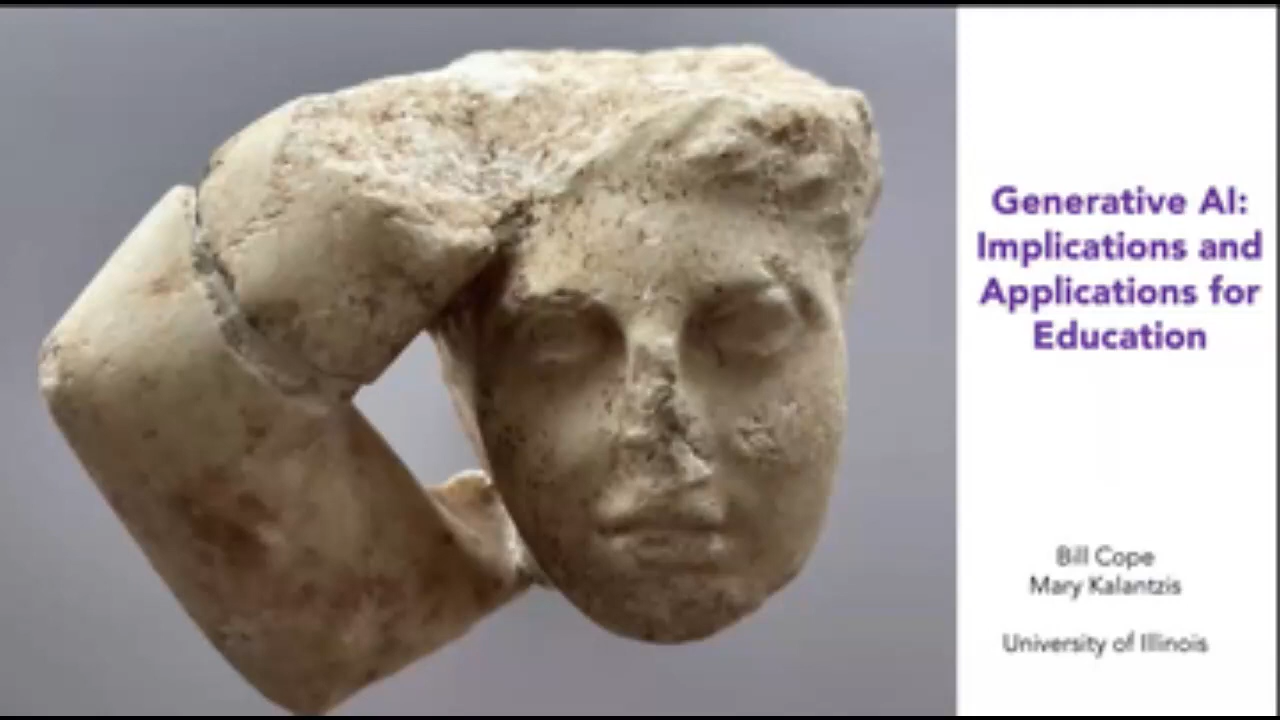 Generative AI:
Implications and
Applications for
Education
Bill Cope
Mary Kalantzis
University of Illinois